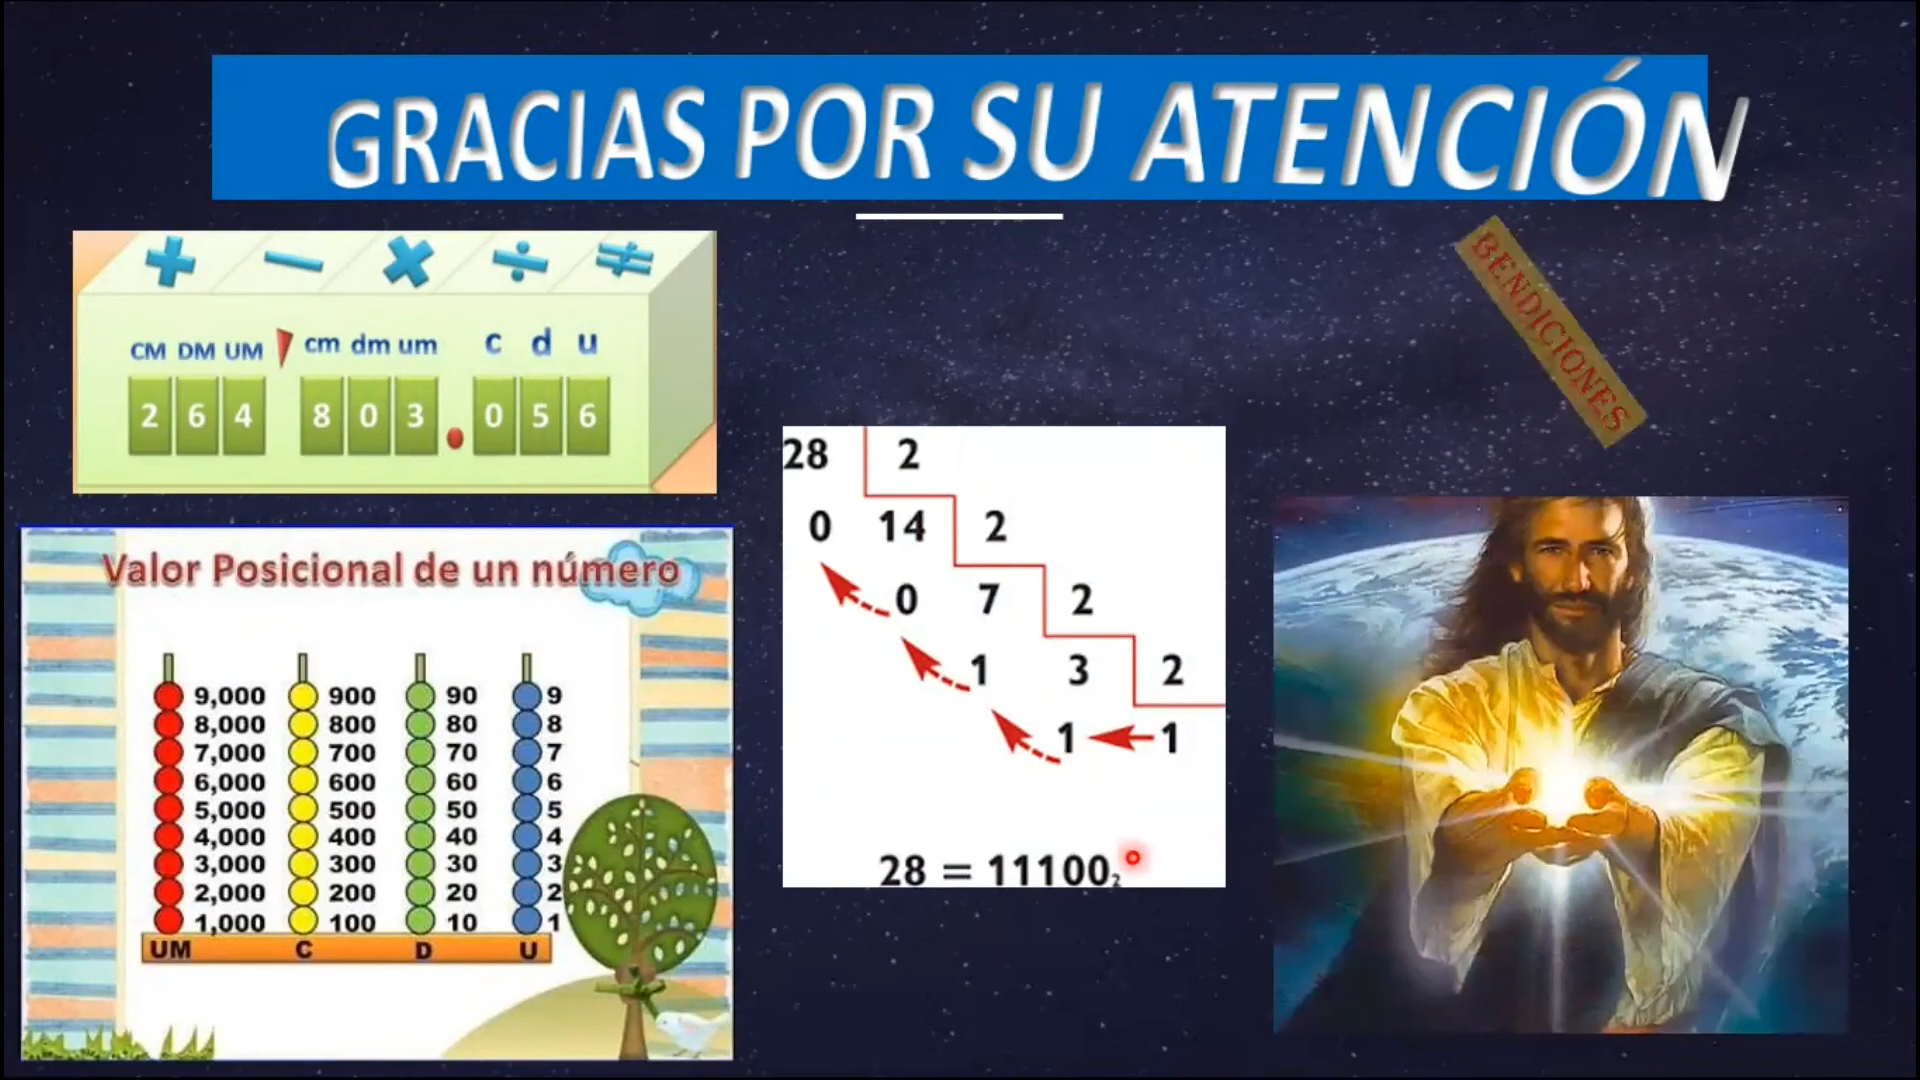 GRACIAS POR SU ATENCIÓN
BENDICIONES
+ − × ÷ ≠
CM DM UM cm dm um c d u
2 6 4 8 0 3 . 0 5 6
Valor Posicional de un número
9,000 900 90 9
8,000 800 80 8
7,000 700 70 7
6,000 600 60 6
5,000 500 50 5
4,000 400 40 4
3,000 300 30 3
2,000 200 20 2
1,000 100 10 1
UM C D U
28 2
0 14 2
0 7 2
1 3 2
1 1
28 = 11100₂